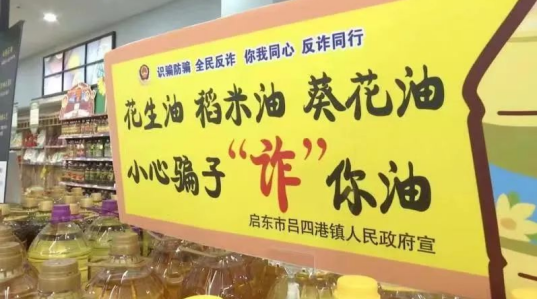 识骗防骗 全民反诈 你我同心 反诈同行
花生油 稻米油 葵花油
小心骗子“诈”你油
启东市吕四港镇人民政府宣